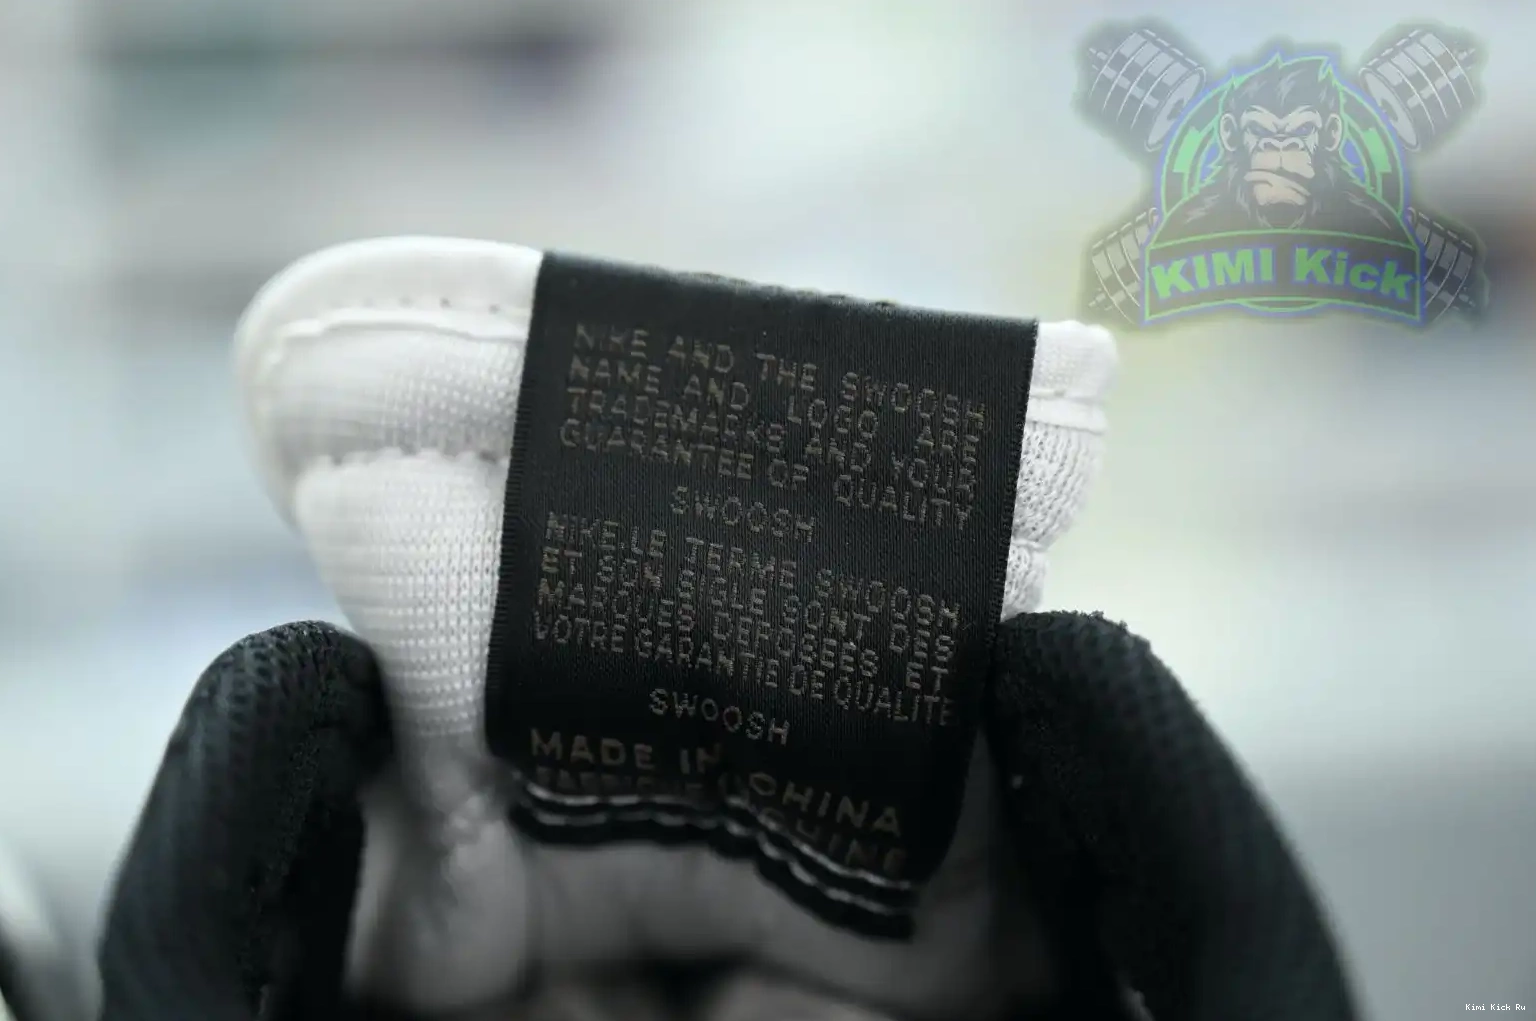 KIMI Kick
NIKE AND THE SWOOSH
NAME AND LOGO ARE
TRADEMARKS AND YOUR
GUARANTEE OF QUALITY
SWOOSH
NIKE.LE TERME SWOOSH
ET SON SIGLE SONT DES
MARQUES DEPOSEES ET
VOTRE GARANTIE DE QUALITE
SWOOSH
MADE IN CHINA
Kimi Kick Ru